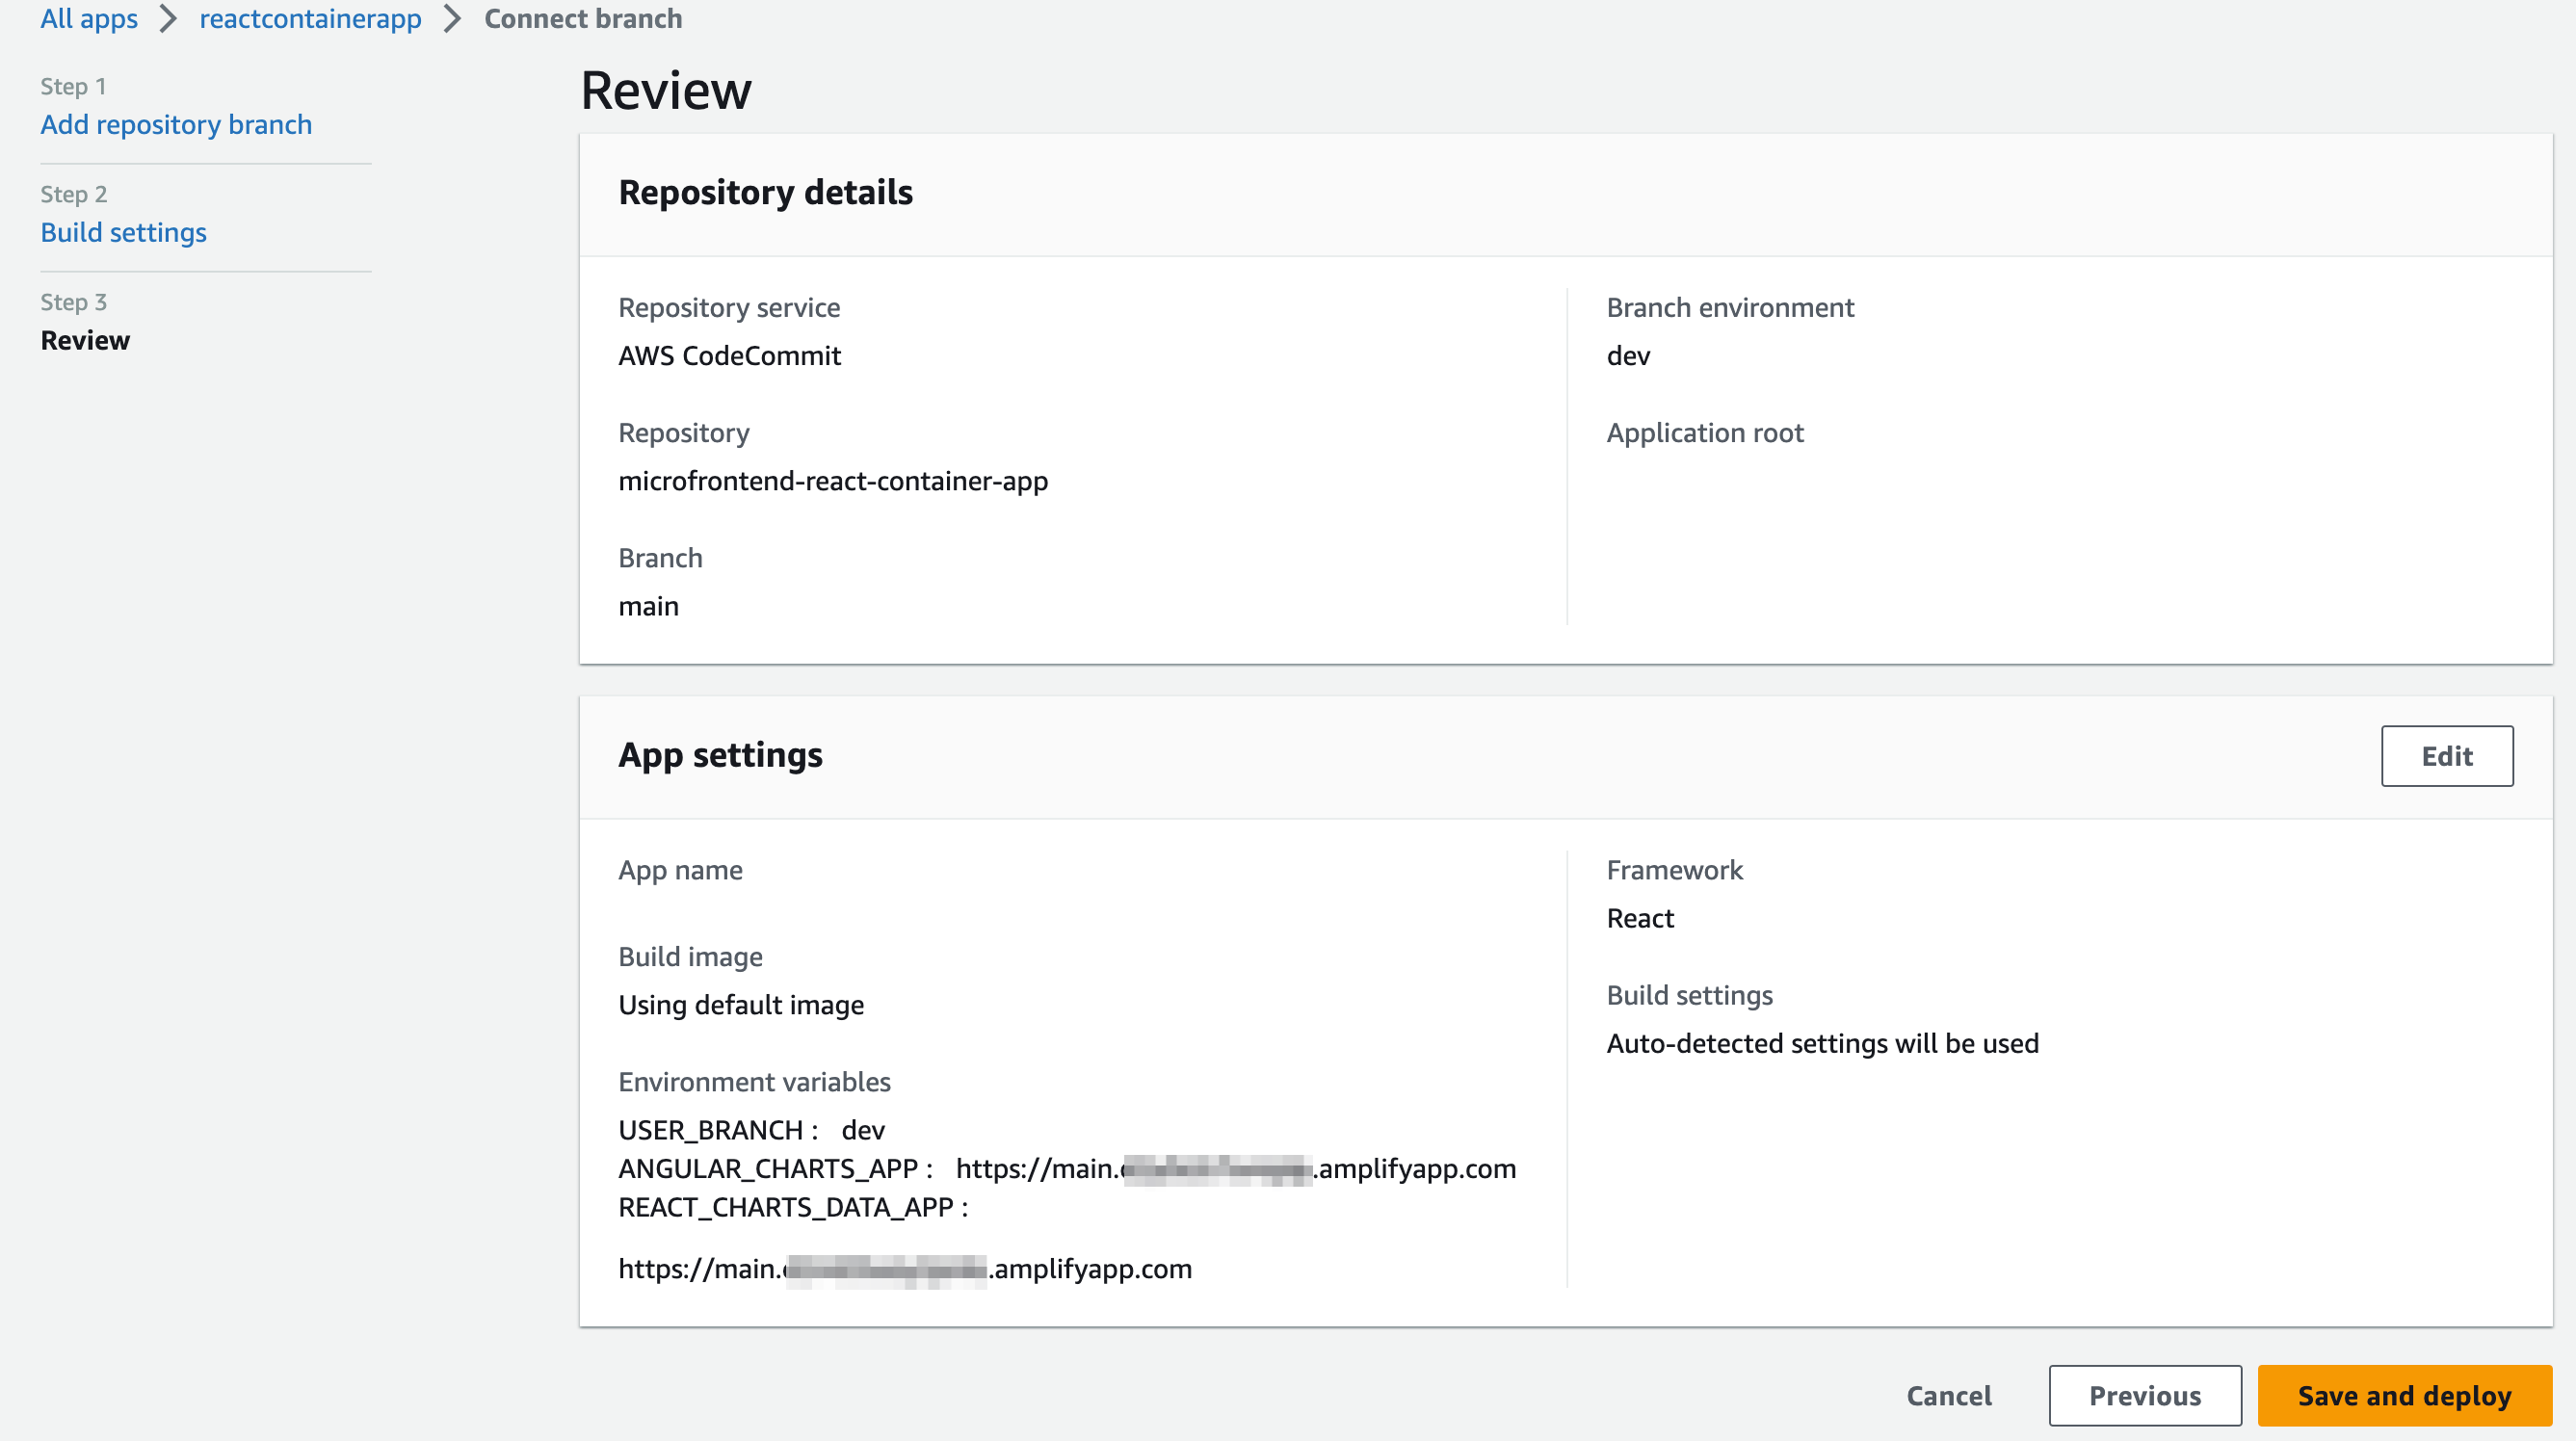 All apps > reactcontainerapp > Connect branch
Step 1
Add repository branch
Step 2
Build settings
Step 3
Review
Review
Repository details
Repository service
AWS CodeCommit
Repository
microfrontend-react-container-app
Branch
main
Branch environment
dev
Application root
App settings
Edit
App name
Build image
Using default image
Environment variables
USER_BRANCH : dev
ANGULAR_CHARTS_APP : https://main. .amplifyapp.com
REACT_CHARTS_DATA_APP :
https://main. .amplifyapp.com
Framework
React
Build settings
Auto-detected settings will be used
Cancel
Previous
Save and deploy